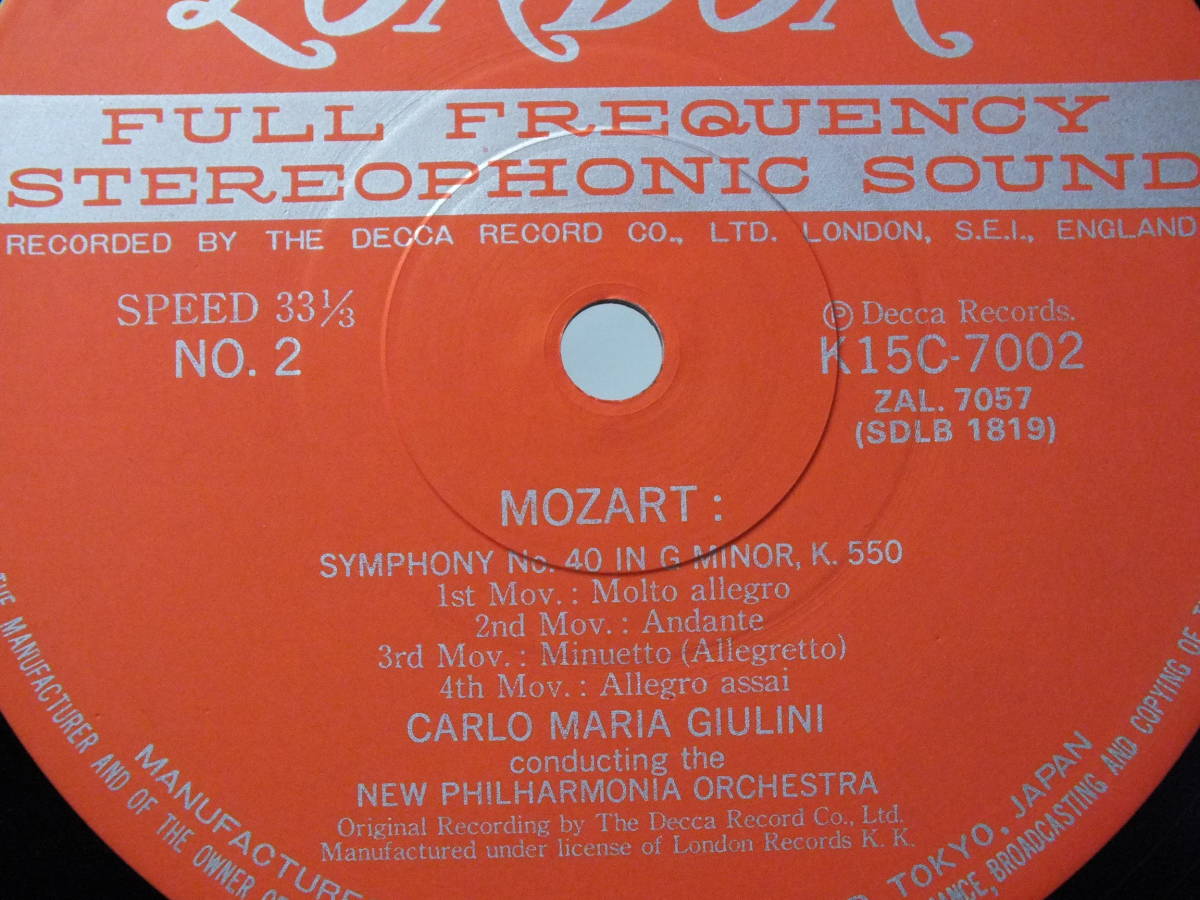 LONDON
FULL FREQUENCY
STEREOPHONIC SOUND
RECORDED BY THE DECCA RECORD CO., LTD. LONDON, S.E.I., ENGLAND
SPEED 33⅓
NO. 2
℗ Decca Records.
K15C-7002
ZAL. 7057
(SDLB 1819)
MOZART :
SYMPHONY No. 40 IN G MINOR, K. 550
1st Mov. : Molto allegro
2nd Mov. : Andante
3rd Mov. : Minuetto (Allegretto)
4th Mov. : Allegro assai
CARLO MARIA GIULINI
conducting the
NEW PHILHARMONIA ORCHESTRA
Original Recording by The Decca Record Co., Ltd.
Manufactured under license of London Records K. K.
THE MANUFACTURER AND OF THE OWNER
MANUFACTURE
TOKYO, JAPAN
BROADCASTING AND COPYING OF